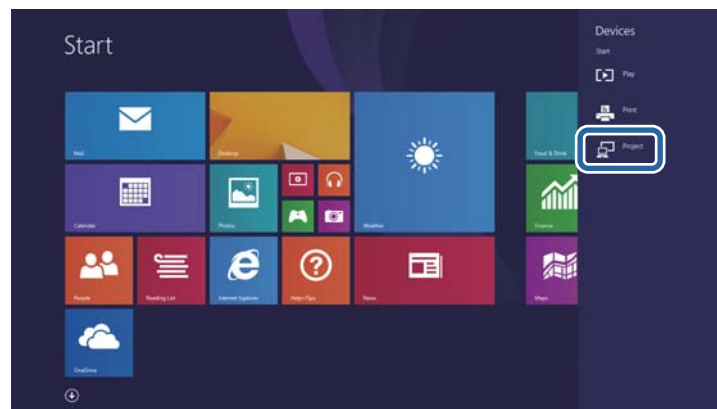 Start
Devices
Start
Play
Print
Project
Mail
Desktop
Food & Drink
Calendar
Photos
Weather
Finance
People
Reading List
Internet Explorer
Help+Tips
News
Maps
OneDrive